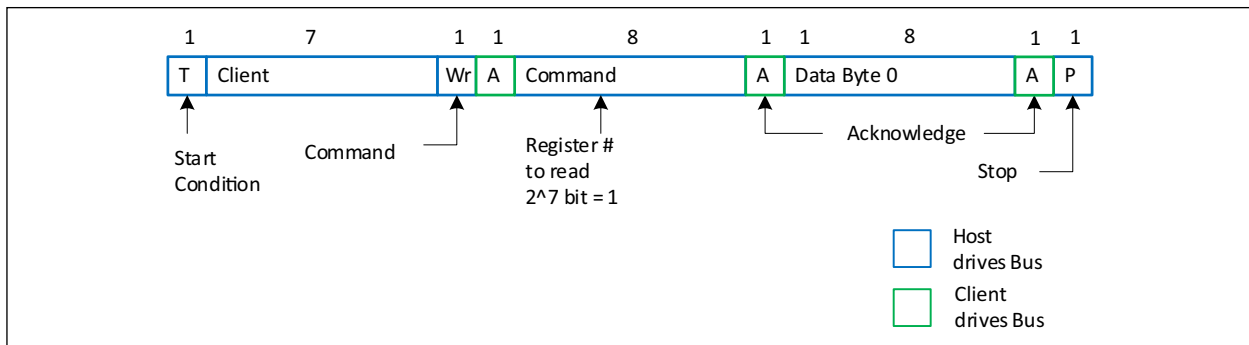 1 7 1 1 8 1 1 8 1 1
T Client Wr A Command A Data Byte 0 A P
Start
Condition
Command
Register #
to read
2^7 bit = 1
Acknowledge
Stop
Host
drives Bus
Client
drives Bus